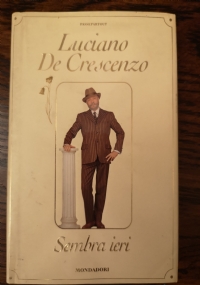 Luciano
De Crescenzo
Sembra ieri
MONDADORI